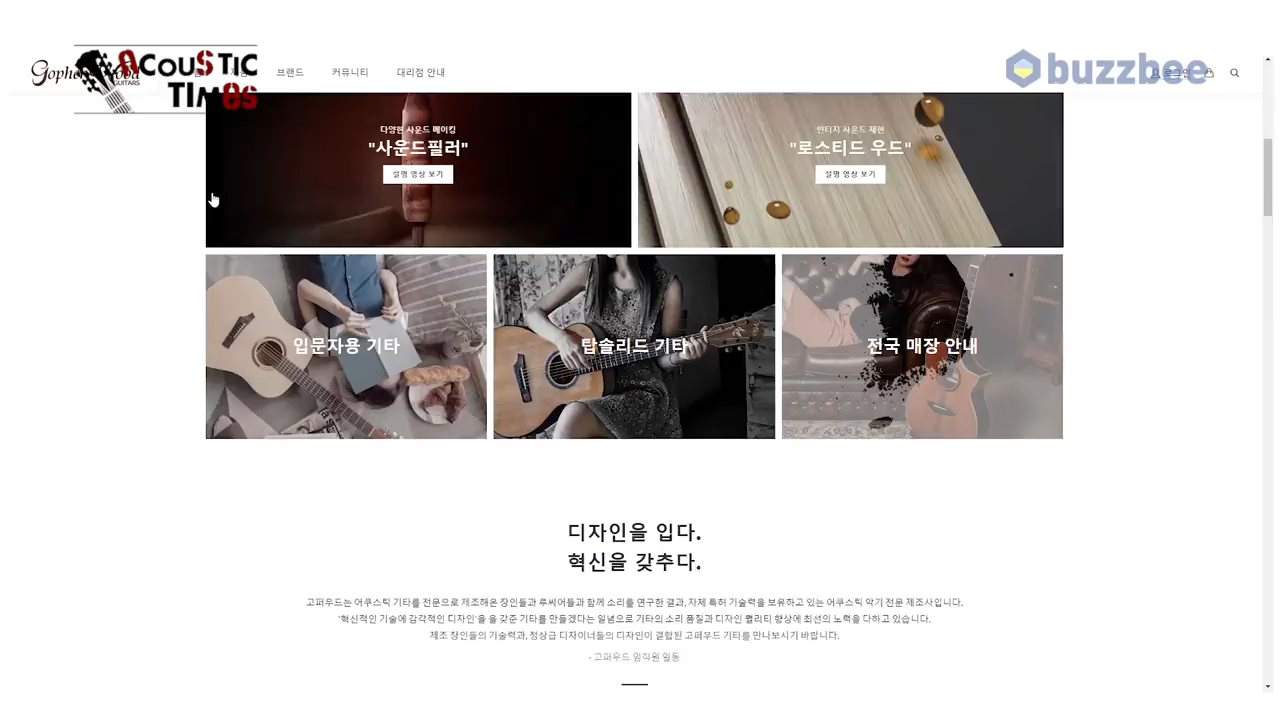 AcouStic
GUITARS
Times
브랜드
커뮤니티
대리점 안내
buzzbee
로그인
다양한 사운드 메이킹
"사운드필러"
설명 영상 보기
빈티지 사운드 재현
"로스티드 우드"
설명 영상 보기
입문자용 기타
탑솔리드 기타
전국 매장 안내
디자인을 입다.
혁신을 갖추다.
고퍼우드는 어쿠스틱 기타를 전문으로 제조해온 장인들과 루씨어들과 함께 소리를 연구한 결과, 자체 특허 기술력을 보유하고 있는 어쿠스틱 악기 전문 제조사입니다.
'혁신적인 기술에 감각적인 디자인'을 을 갖춘 기타를 만들겠다는 일념으로 기타의 소리 품질과 디자인 퀄리티 향상에 최선의 노력을 다하고 있습니다.
제조 장인들의 기술력과, 정상급 디자이너들의 디자인이 결합된 고퍼우드 기타를 만나보시기 바랍니다.
- 고퍼우드 임직원 일동